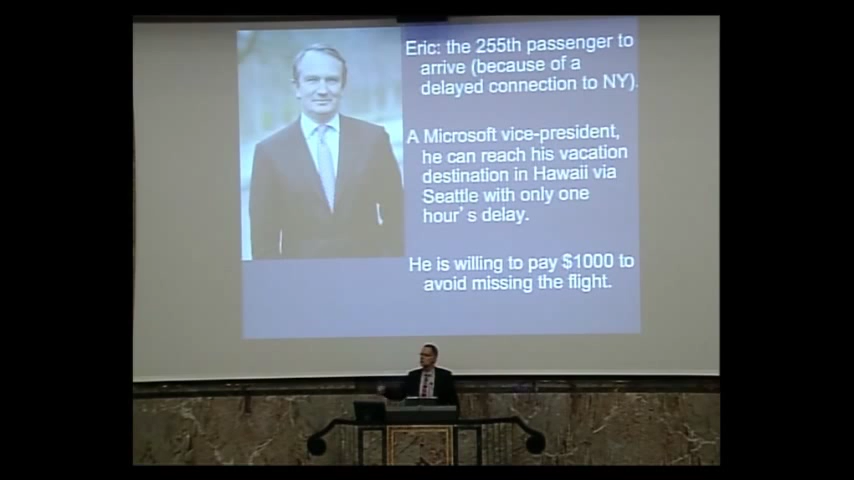 Eric: the 255th passenger to
arrive (because of a
delayed connection to NY).
A Microsoft vice-president,
he can reach his vacation
destination in Hawaii via
Seattle with only one
hour's delay.
He is willing to pay $1000 to
avoid missing the flight.